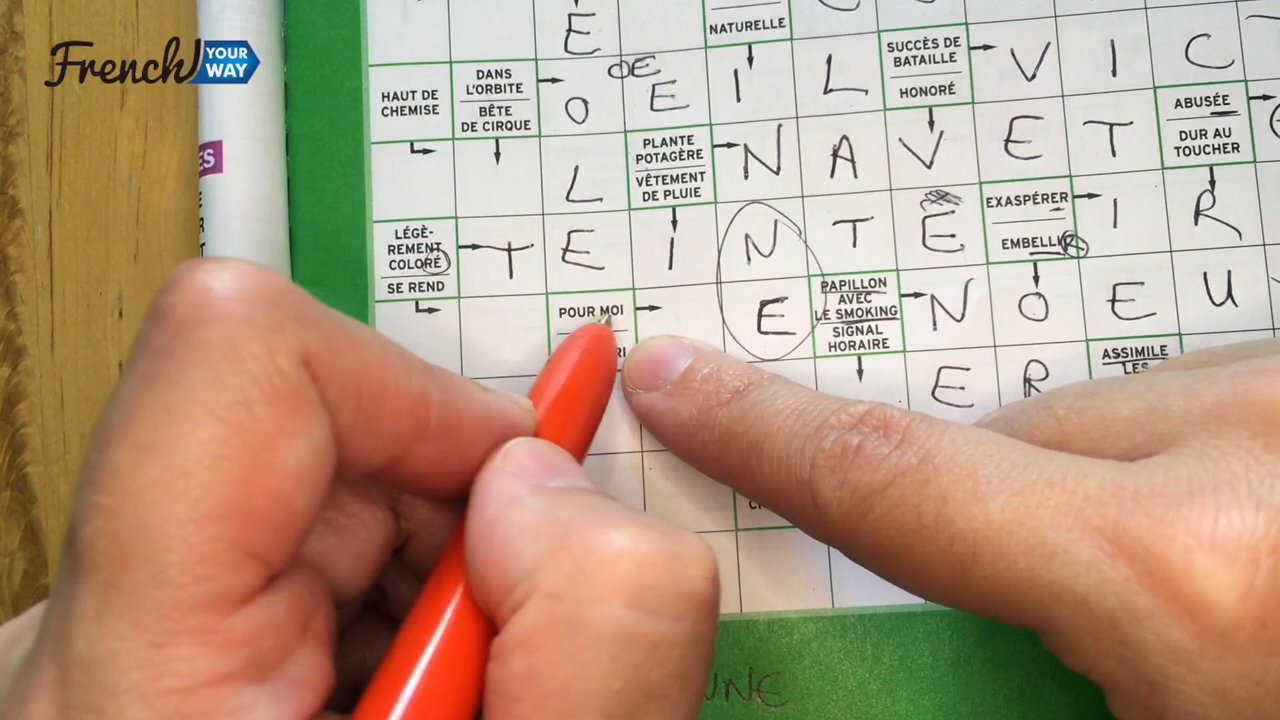 French YOUR WAY
NATURELLE
E
SUCCÈS DE BATAILLE
HONORÉ
V I C
HAUT DE CHEMISE
DANS L'ORBITE
BÊTE DE CIRQUE
OE
O E I L
ABUSÉE
DUR AU TOUCHER
PLANTE POTAGÈRE
VÊTEMENT DE PLUIE
L N A V E T
ES
EXASPÉRER
EMBELLIR
LÉGÈ-
REMENT
COLORÉ
SE REND
T E I N T E I R
POUR MOI
PAPILLON AVEC LE SMOKING
SIGNAL HORAIRE
E N O E U
E R
ASSIMILE
LES